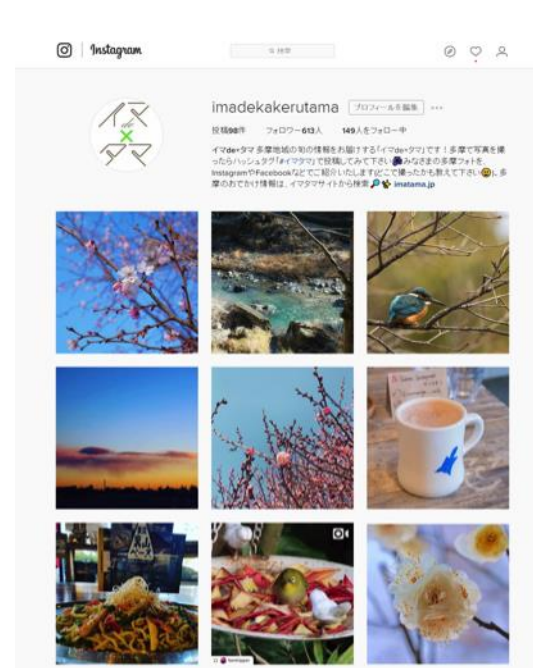 Instagram
検索
imadekakerutama プロフィールを編集
投稿98件 フォロワー613人 149人をフォロー中
イマde×タマ 多摩地域の旬の情報をお届けする「イマde×タマ」です！多摩で写真を撮
ったらハッシュタグ「#イマタマ」で投稿してみて下さい みなさまの多摩フォトを、
InstagramやFacebookなどでご紹介いたします(どこで撮ったかも教えて下さい)。多
摩のおでかけ情報は、イマタマサイトから検索 imatama.jp
イマ
de
×
タマ